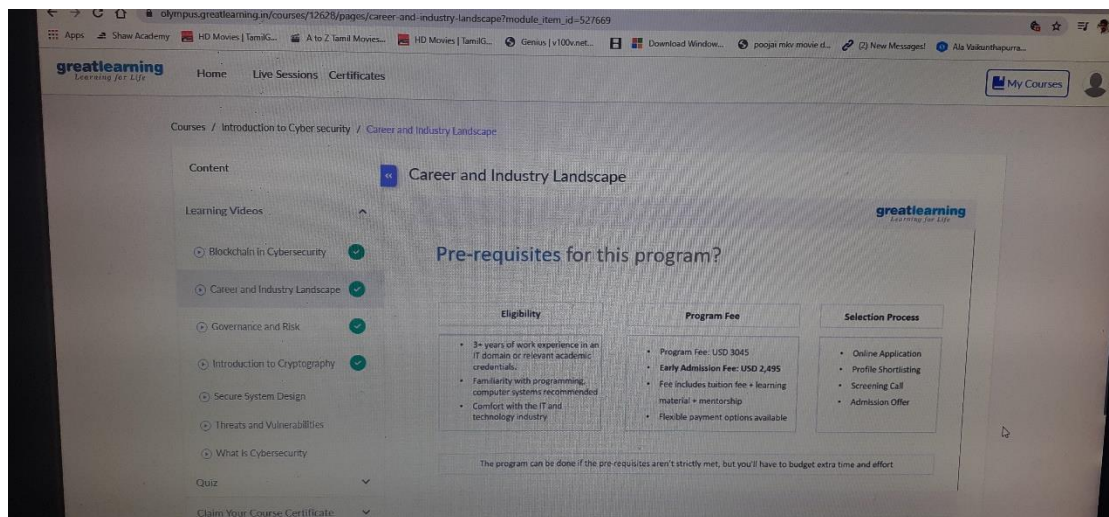 olympus.greatlearning.in/courses/12628/pages/career-and-industry-landscape?module_item_id=527669
Apps Shaw Academy HD Movies | TamilG... A to Z Tamil Movies... HD Movies | TamilG... Genius | v100v.net... Download Window... poojai mkv movie d... (2) New Messages! Ala Vaikunthapurra...
greatlearning
Learning for Life
Home Live Sessions Certificates
My Courses
Courses / Introduction to Cyber security / Career and Industry Landscape
Content
« Career and Industry Landscape
Learning Videos
greatlearning
Learning for Life
Blockchain in Cybersecurity
Career and Industry Landscape
Governance and Risk
Introduction to Cryptography
Secure System Design
Threats and Vulnerabilities
What Is Cybersecurity
Quiz
Claim Your Course Certificate
Pre-requisites for this program?
Eligibility
• 3+ years of work experience in an
IT domain or relevant academic
credentials.
• Familiarity with programming,
computer systems recommended
• Comfort with the IT and
technology industry
Program Fee
• Program Fee: USD 3045
• Early Admission Fee: USD 2,495
• Fee includes tuition fee + learning
material + mentorship
• Flexible payment options available
Selection Process
• Online Application
• Profile Shortlisting
• Screening Call
• Admission Offer
The program can be done if the pre-requisites aren't strictly met, but you'll have to budget extra time and effort